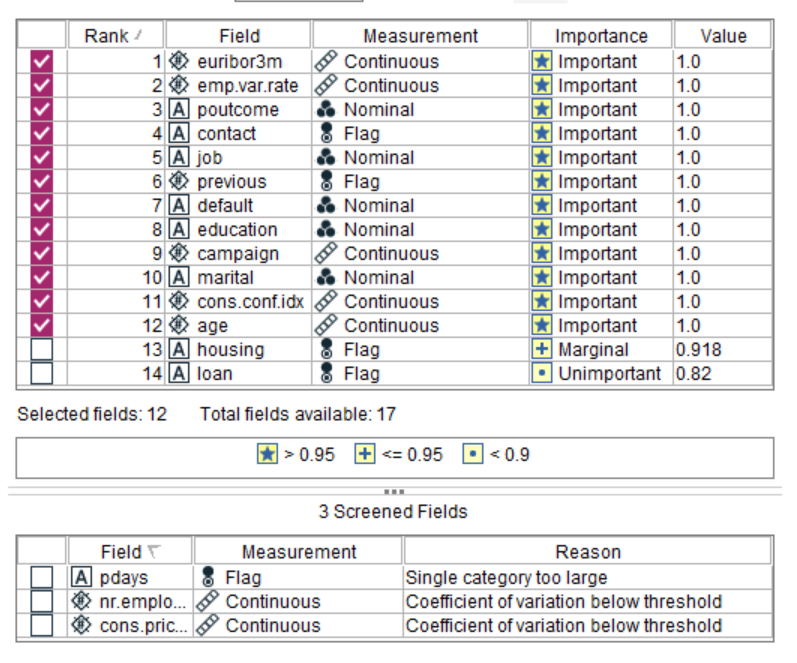 Rank Field Measurement Importance Value
1 euribor3m Continuous Important 1.0
2 emp.var.rate Continuous Important 1.0
3 A poutcome Nominal Important 1.0
4 A contact Flag Important 1.0
5 A job Nominal Important 1.0
6 previous Flag Important 1.0
7 A default Nominal Important 1.0
8 A education Nominal Important 1.0
9 campaign Continuous Important 1.0
10 A marital Nominal Important 1.0
11 cons.conf.idx Continuous Important 1.0
12 age Continuous Important 1.0
13 A housing Flag Marginal 0.918
14 A loan Flag Unimportant 0.82
Selected fields: 12 Total fields available: 17
> 0.95 <= 0.95 < 0.9
3 Screened Fields
Field Measurement Reason
A pdays Flag Single category too large
nr.emplo... Continuous Coefficient of variation below threshold
cons.pric... Continuous Coefficient of variation below threshold